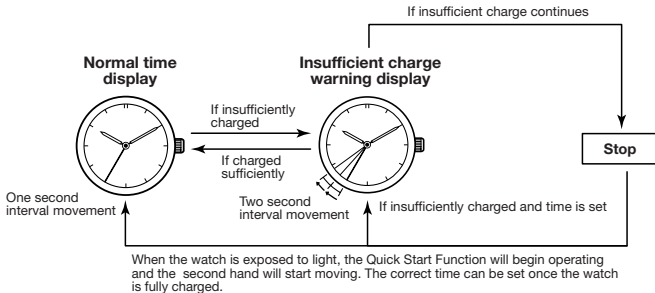 If insufficient charge continues
Normal time
display
Insufficient charge
warning display
If insufficiently
charged
If charged
sufficiently
Stop
One second
interval movement
Two second
interval movement
If insufficiently charged and time is set
When the watch is exposed to light, the Quick Start Function will begin operating
and the second hand will start moving. The correct time can be set once the watch
is fully charged.